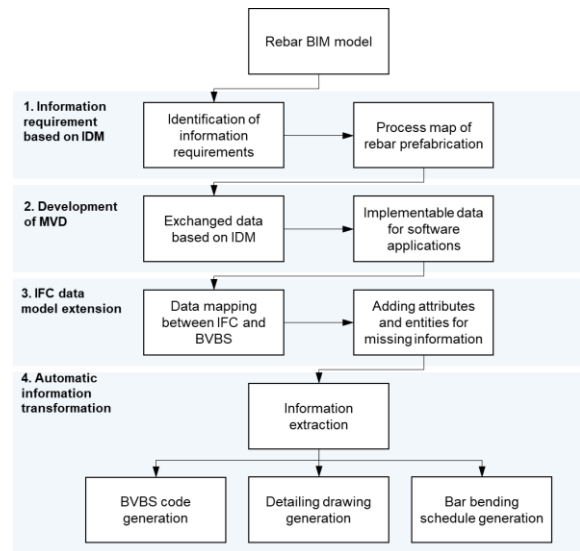 Rebar BIM model
1. Information
requirement
based on IDM
Identification of
information
requirements
Process map of
rebar prefabrication
2. Development
of MVD
Exchanged data
based on IDM
Implementable data
for software
applications
3. IFC data
model extension
Data mapping
between IFC and
BVBS
Adding attributes
and entities for
missing information
4. Automatic
information
transformation
Information
extraction
BVBS code
generation
Detailing drawing
generation
Bar bending
schedule generation